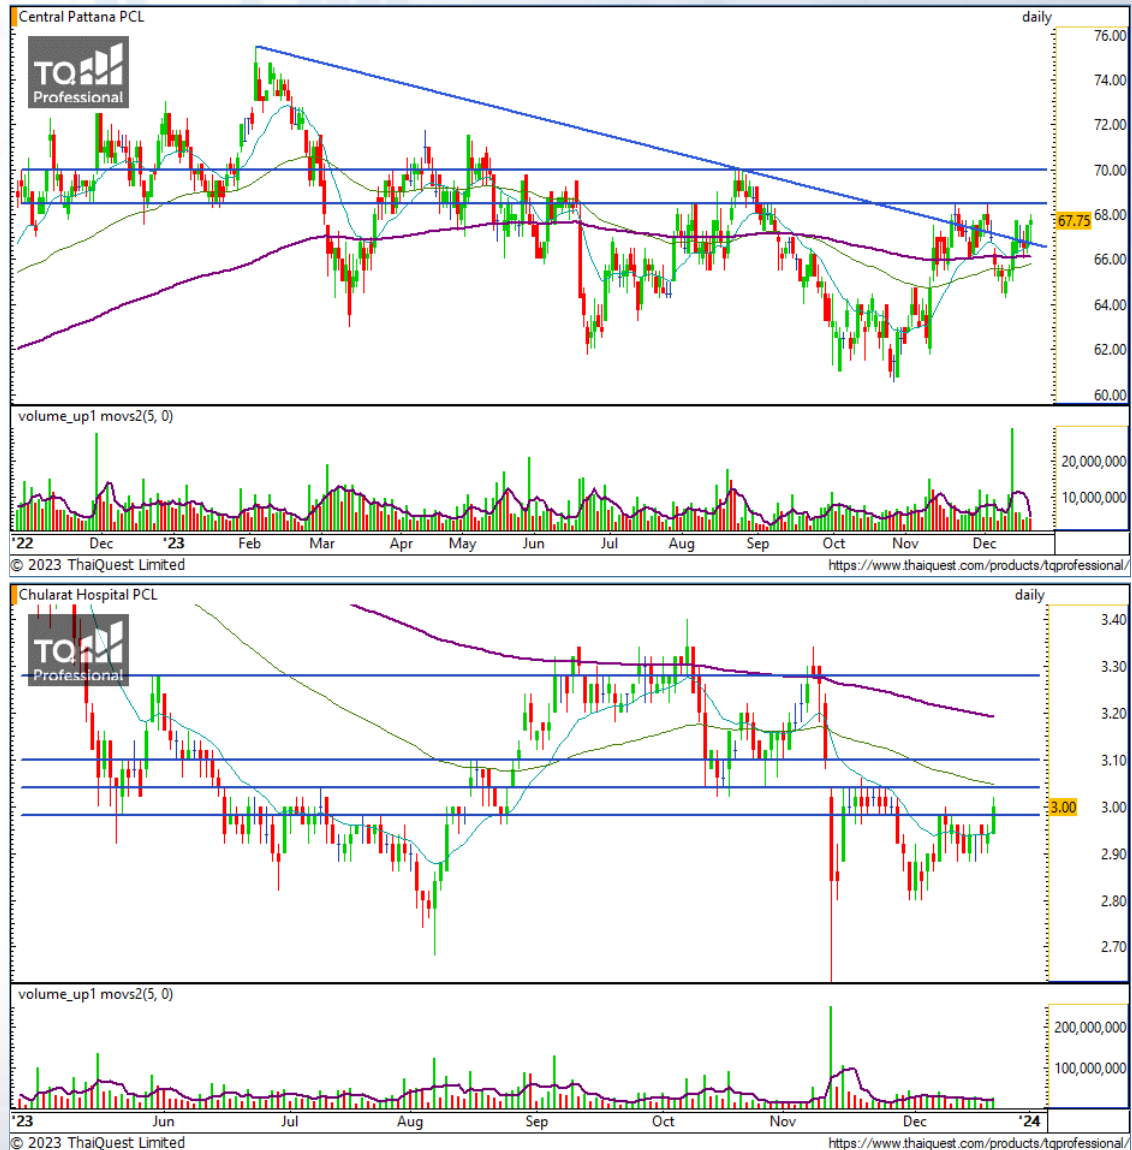 Central Pattana PCL daily
TQ
Professional
76.00
74.00
72.00
70.00
68.00
67.75
66.00
64.00
62.00
60.00
volume_up1 movs2(5, 0)
20,000,000
10,000,000
'22 Dec '23 Feb Mar Apr May Jun Jul Aug Sep Oct Nov Dec
© 2023 ThaiQuest Limited https://www.thaiquest.com/products/tqprofessional/
Chularat Hospital PCL daily
TQ
Professional
3.40
3.30
3.20
3.10
3.00
2.90
2.80
2.70
volume_up1 movs2(5, 0)
200,000,000
100,000,000
'23 Jun Jul Aug Sep Oct Nov Dec '24
© 2023 ThaiQuest Limited https://www.thaiquest.com/products/tqprofessional/